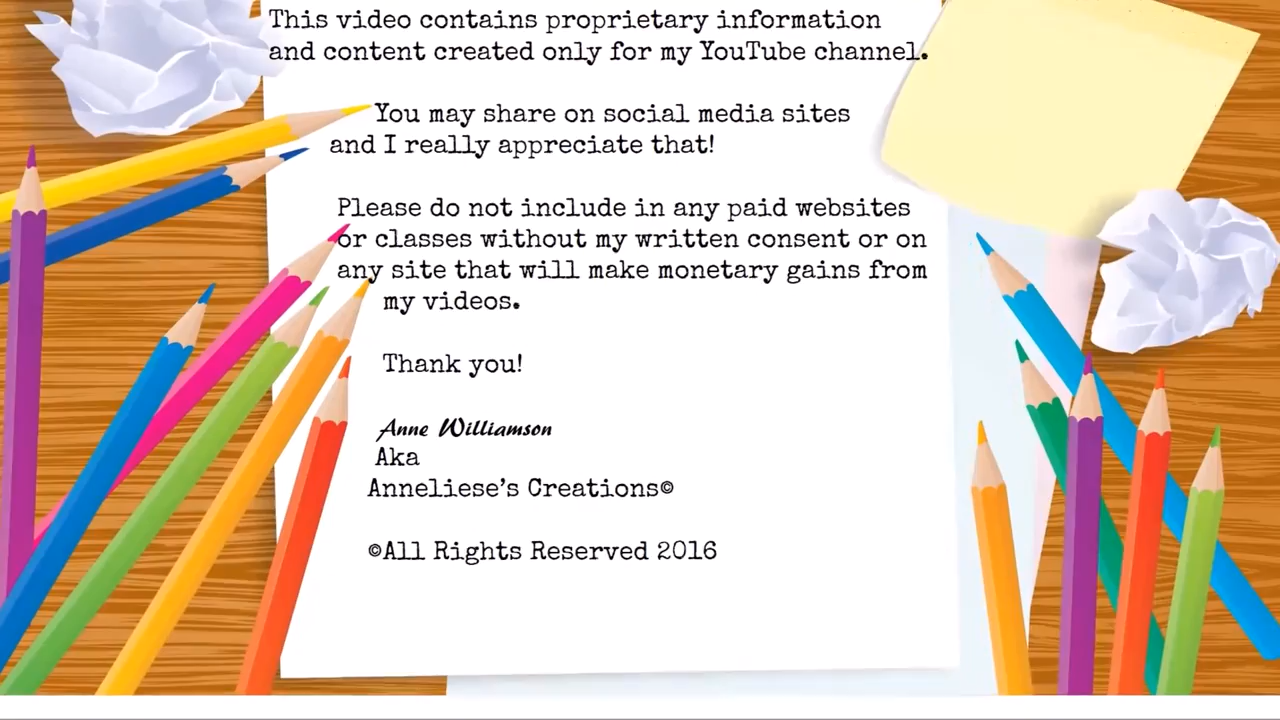 This video contains proprietary information
and content created only for my YouTube channel.
You may share on social media sites
and I really appreciate that!
Please do not include in any paid websites
or classes without my written consent or on
any site that will make monetary gains from
my videos.
Thank you!
Anne Williamson
Aka
Anneliese's Creations©
©All Rights Reserved 2016